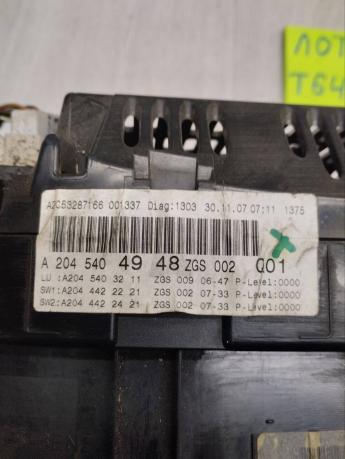 ЛОТ
Т64
A2C53287166 001337 Diag:1303 30.11.07 07:11 1375
A 204 540 49 48 ZGS 002 001
LU :A204 540 32 11 ZGS 009 06-47 P-Level:0000
SW1:A204 442 22 21 ZGS 002 07-33 P-Level:0000
SW2:A204 442 24 21 ZGS 002 07-33 P-Level:0000